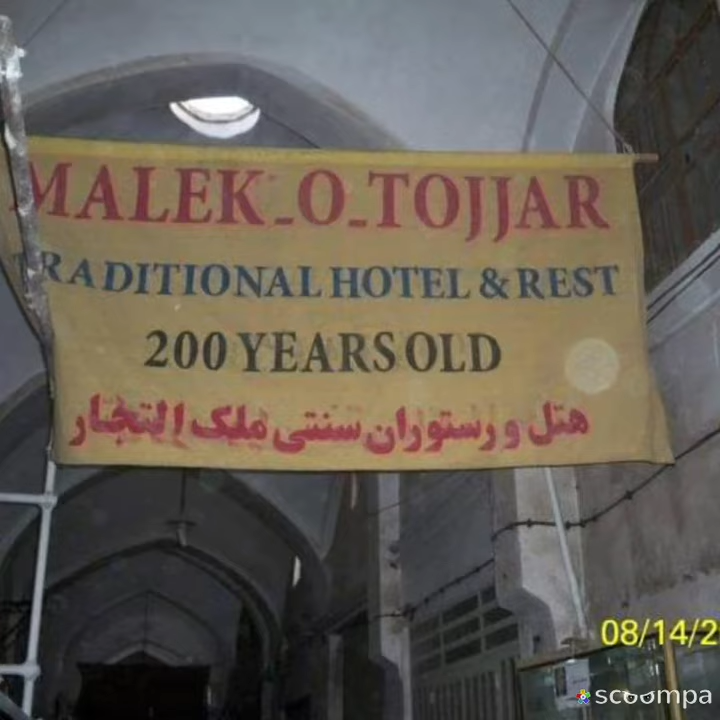 MALEK_O_TOJJAR
TRADITIONAL HOTEL & REST
200 YEARS OLD
هتل و رستوران سنتی ملک التجار
08/14/2
scoompa